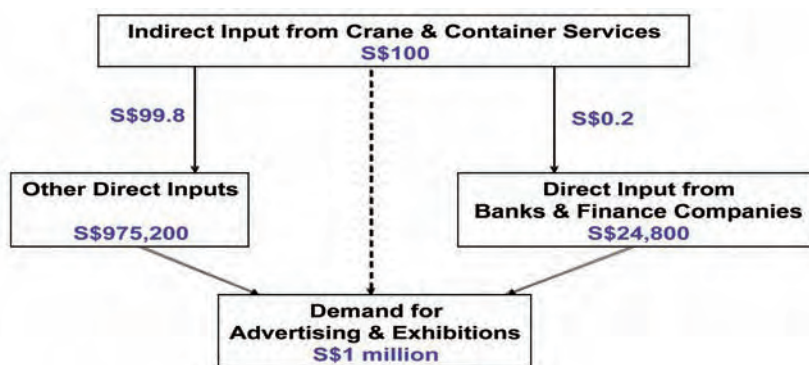 Indirect Input from Crane & Container Services
S$100
S$99.8
S$0.2
Other Direct Inputs
S$975,200
Direct Input from
Banks & Finance Companies
S$24,800
Demand for
Advertising & Exhibitions
S$1 million